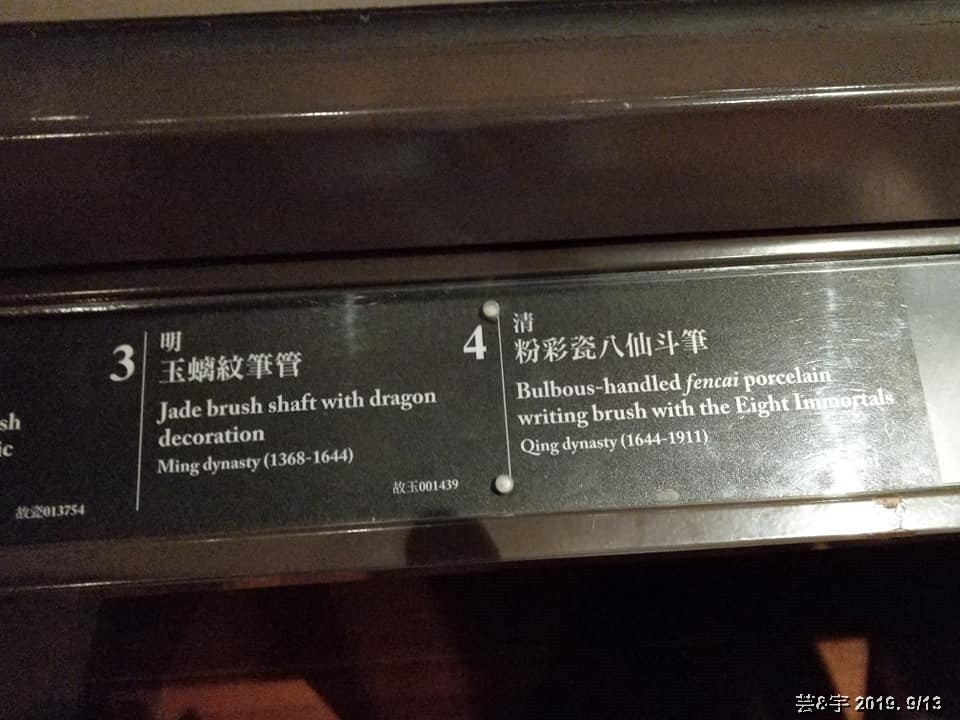 sh
ic
故瓷013754
3
明
玉螭紋筆管
Jade brush shaft with dragon
decoration
Ming dynasty (1368-1644)
故玉001439
4
清
粉彩瓷八仙斗筆
Bulbous-handled fencai porcelain
writing brush with the Eight Immortals
Qing dynasty (1644-1911)
芸&宇 2019. 9/13